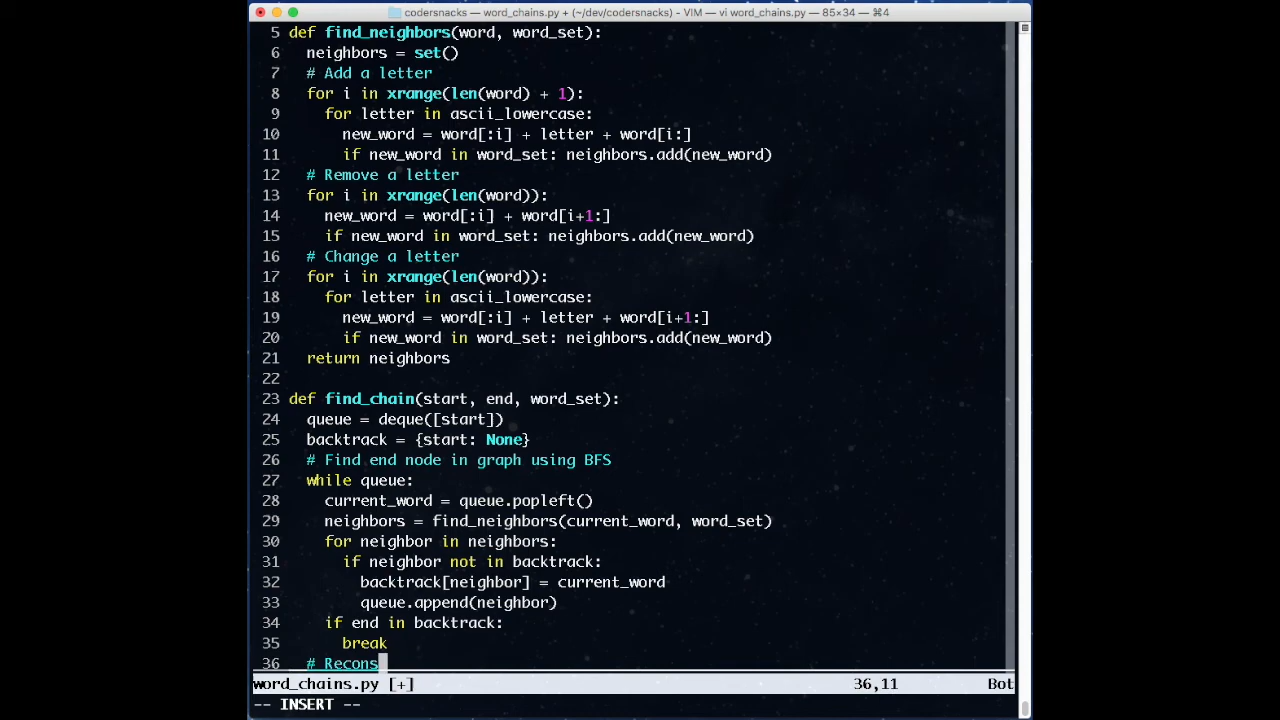 codersnacks — word_chains.py + (~/dev/codersnacks) - VIM — vi word_chains.py — 85×34 — ⌘4
5 def find_neighbors(word, word_set):
6   neighbors = set()
7   # Add a letter
8   for i in xrange(len(word) + 1):
9     for letter in ascii_lowercase:
10       new_word = word[:i] + letter + word[i:]
11       if new_word in word_set: neighbors.add(new_word)
12   # Remove a letter
13   for i in xrange(len(word)):
14     new_word = word[:i] + word[i+1:]
15     if new_word in word_set: neighbors.add(new_word)
16   # Change a letter
17   for i in xrange(len(word)):
18     for letter in ascii_lowercase:
19       new_word = word[:i] + letter + word[i+1:]
20       if new_word in word_set: neighbors.add(new_word)
21   return neighbors
22
23 def find_chain(start, end, word_set):
24   queue = deque([start])
25   backtrack = {start: None}
26   # Find end node in graph using BFS
27   while queue:
28     current_word = queue.popleft()
29     neighbors = find_neighbors(current_word, word_set)
30     for neighbor in neighbors:
31       if neighbor not in backtrack:
32         backtrack[neighbor] = current_word
33         queue.append(neighbor)
34     if end in backtrack:
35       break
36   # Recons
word_chains.py [+] 36,11 Bot
-- INSERT --